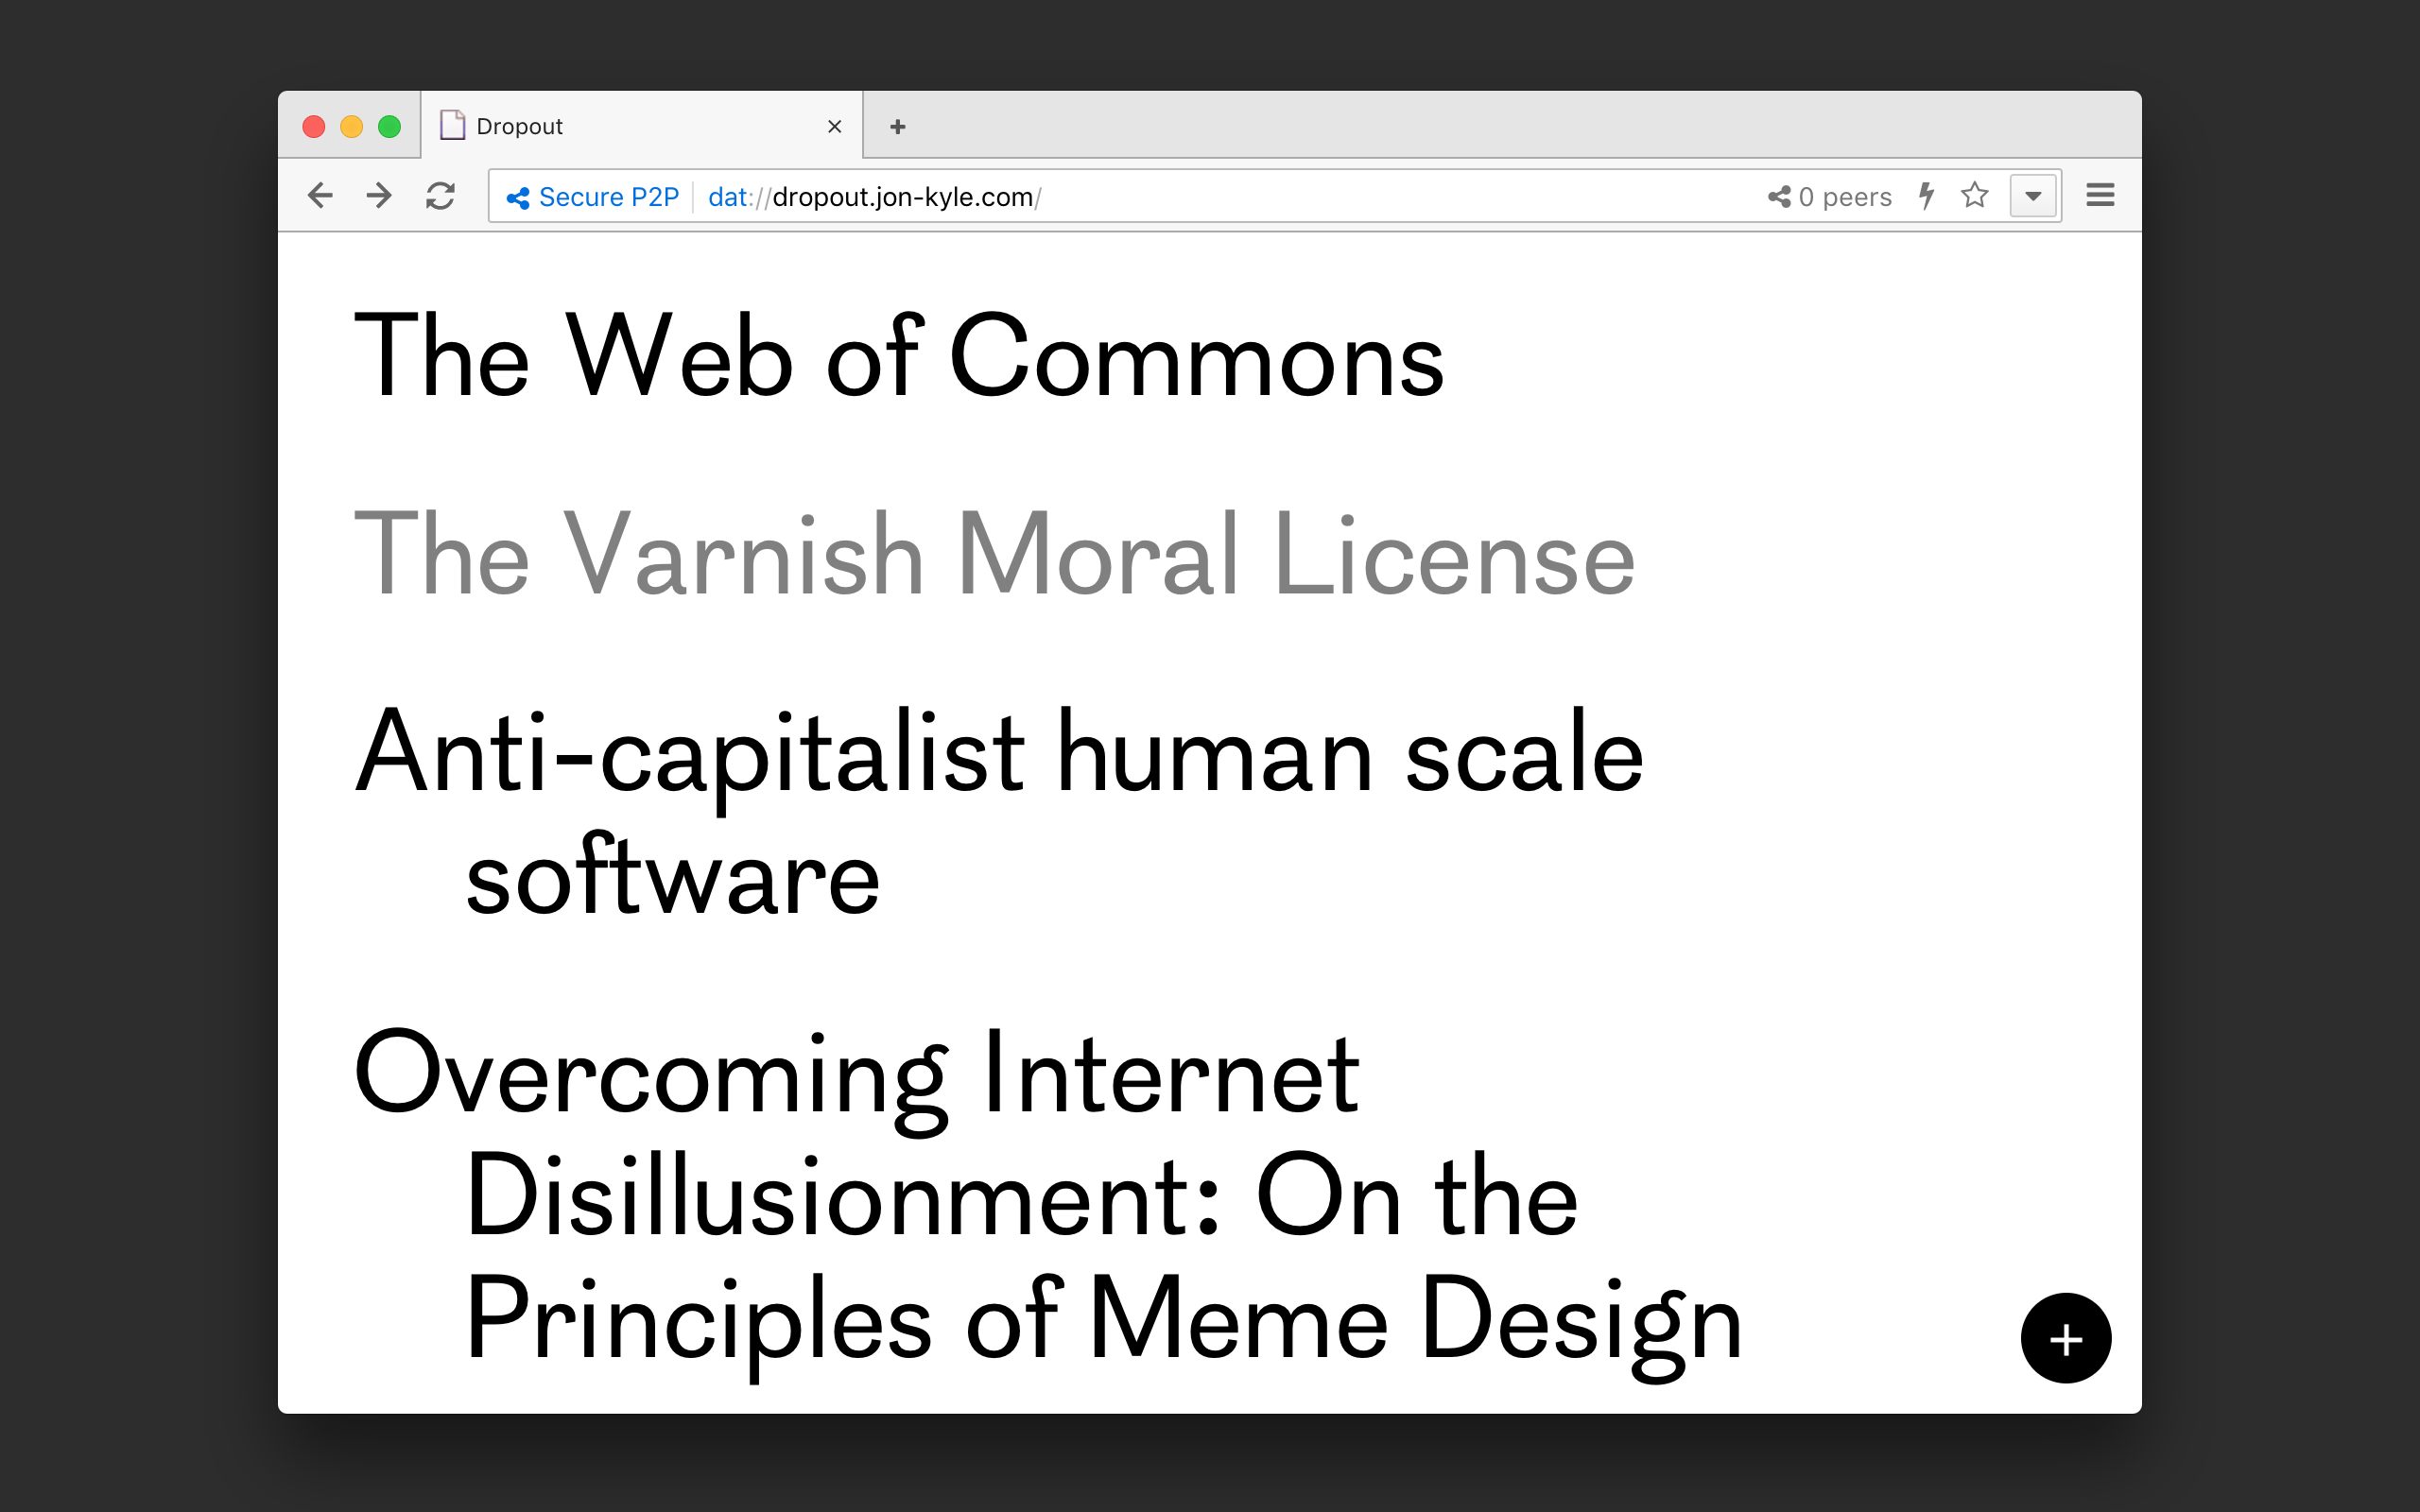 Dropout
Secure P2P dat://dropout.jon-kyle.com/ 0 peers
The Web of Commons
The Varnish Moral License
Anti-capitalist human scale
software
Overcoming Internet
Disillusionment: On the
Principles of Meme Design